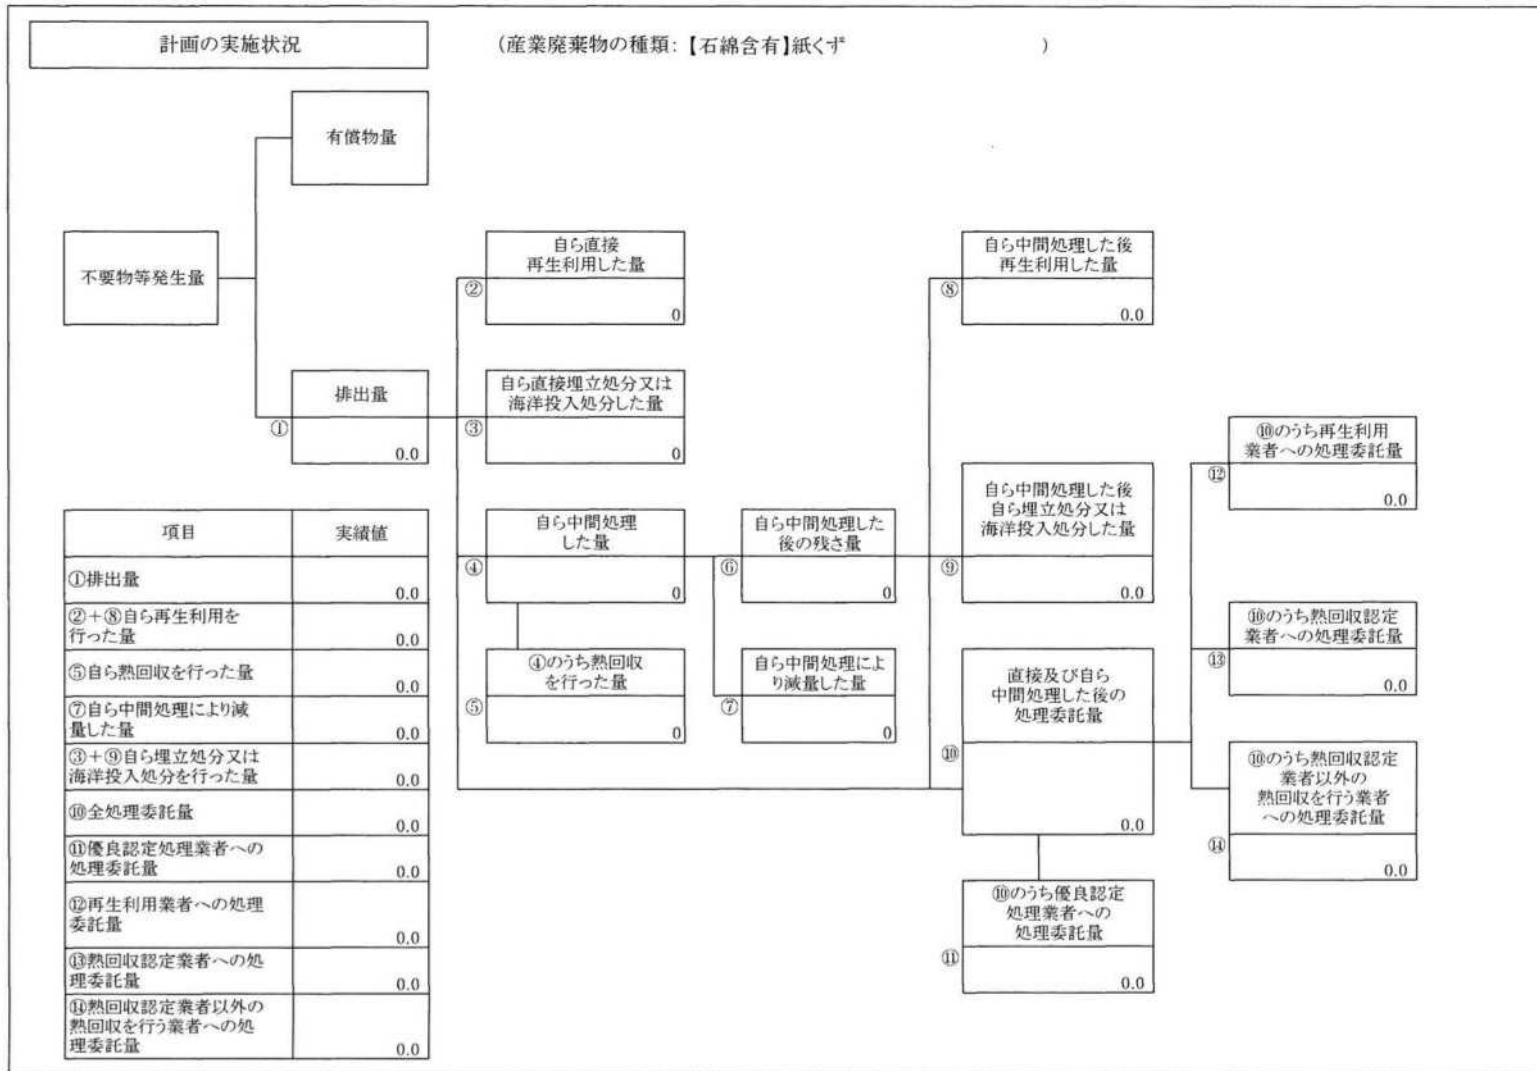 計画の実施状況
(産業廃棄物の種類:【石綿含有】紙くず )
有償物量
不要物等発生量
排出量
①
0.0
自ら直接
再生利用した量
②
0
自ら直接埋立処分又は
海洋投入処分した量
③
0
自ら中間処理
した量
④
0
④のうち熱回収
を行った量
⑤
0
自ら中間処理した
後の残さ量
⑥
0
自ら中間処理によ
り減量した量
⑦
0
自ら中間処理した後
再生利用した量
⑧
0.0
自ら中間処理した後
自ら埋立処分又は
海洋投入処分した量
⑨
0.0
直接及び自ら
中間処理した後の
処理委託量
⑩
0.0
⑩のうち優良認定
処理業者への
処理委託量
⑪
0.0
⑩のうち再生利用
業者への処理委託量
⑫
0.0
⑩のうち熱回収認定
業者への処理委託量
⑬
0.0
⑩のうち熱回収認定
業者以外の
熱回収を行う業者
への処理委託量
⑭
0.0
項目 実績値
①排出量
0.0
②+⑧自ら再生利用を
行った量 0.0
⑤自ら熱回収を行った量
0.0
⑦自ら中間処理により減
量した量 0.0
③+⑨自ら埋立処分又は
海洋投入処分を行った量 0.0
⑩全処理委託量
0.0
⑪優良認定処理業者への
処理委託量 0.0
⑫再生利用業者への処理
委託量
0.0
⑬熱回収認定業者への処
理委託量 0.0
⑭熱回収認定業者以外の
熱回収を行う業者への処
理委託量 0.0